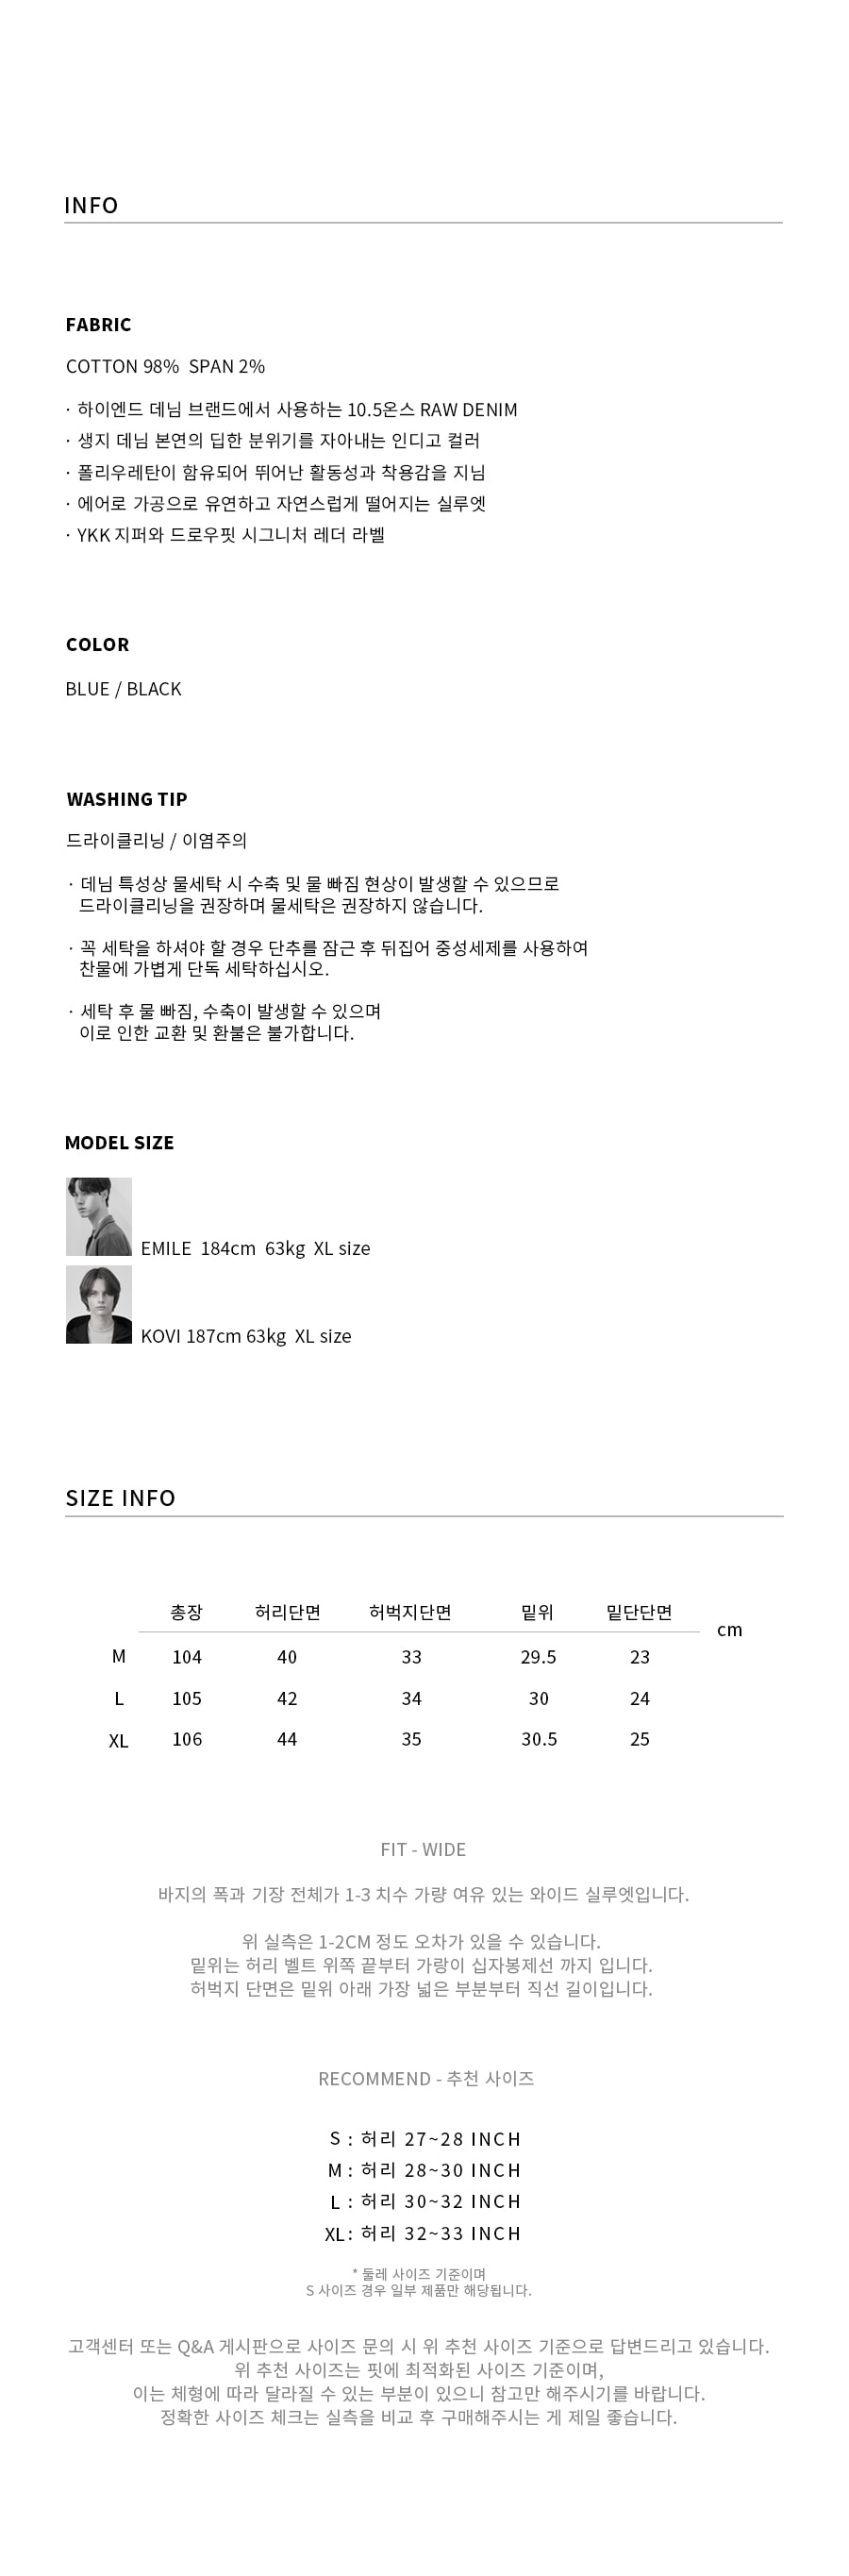 INFO
FABRIC
COTTON 98%  SPAN 2%
· 하이엔드 데님 브랜드에서 사용하는 10.5온스 RAW DENIM
· 생지 데님 본연의 딥한 분위기를 자아내는 인디고 컬러
· 폴리우레탄이 함유되어 뛰어난 활동성과 착용감을 지님
· 에어로 가공으로 유연하고 자연스럽게 떨어지는 실루엣
· YKK 지퍼와 드로우핏 시그니처 레더 라벨
COLOR
BLUE / BLACK
WASHING TIP
드라이클리닝 / 이염주의
· 데님 특성상 물세탁 시 수축 및 물 빠짐 현상이 발생할 수 있으므로
드라이클리닝을 권장하며 물세탁은 권장하지 않습니다.
· 꼭 세탁을 하셔야 할 경우 단추를 잠근 후 뒤집어 중성세제를 사용하여
찬물에 가볍게 단독 세탁하십시오.
· 세탁 후 물 빠짐, 수축이 발생할 수 있으며
이로 인한 교환 및 환불은 불가합니다.
MODEL SIZE
EMILE  184cm  63kg  XL size
KOVI 187cm 63kg  XL size
SIZE INFO
총장 허리단면 허벅지단면 밑위 밑단단면 cm
M 104 40 33 29.5 23
L 105 42 34 30 24
XL 106 44 35 30.5 25
FIT - WIDE
바지의 폭과 기장 전체가 1-3 치수 가량 여유 있는 와이드 실루엣입니다.
위 실측은 1-2CM 정도 오차가 있을 수 있습니다.
밑위는 허리 벨트 위쪽 끝부터 가랑이 십자봉제선 까지 입니다.
허벅지 단면은 밑위 아래 가장 넓은 부분부터 직선 길이입니다.
RECOMMEND - 추천 사이즈
S : 허리 27~28 INCH
M : 허리 28~30 INCH
L : 허리 30~32 INCH
XL : 허리 32~33 INCH
* 둘레 사이즈 기준이며
S 사이즈 경우 일부 제품만 해당됩니다.
고객센터 또는 Q&A 게시판으로 사이즈 문의 시 위 추천 사이즈 기준으로 답변드리고 있습니다.
위 추천 사이즈는 핏에 최적화된 사이즈 기준이며,
이는 체형에 따라 달라질 수 있는 부분이 있으니 참고만 해주시기를 바랍니다.
정확한 사이즈 체크는 실측을 비교 후 구매해주시는 게 제일 좋습니다.